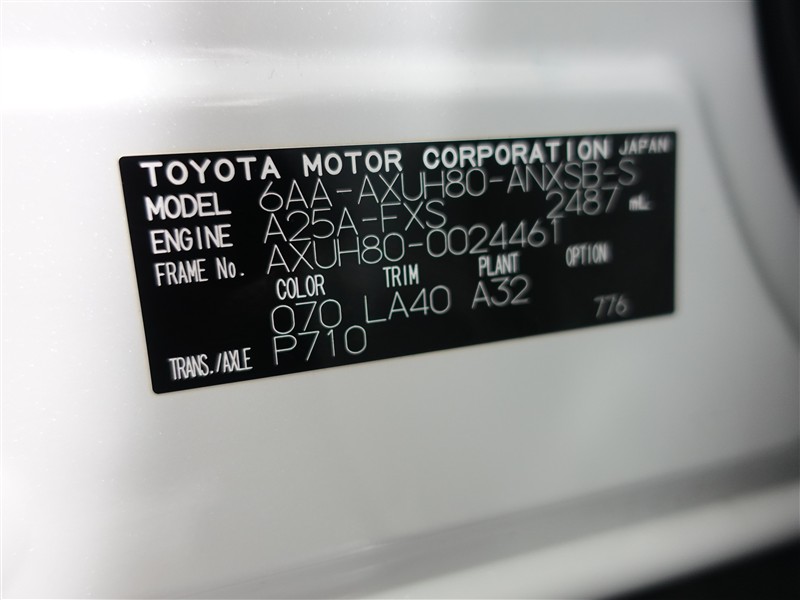 TOYOTA MOTOR CORPORATION JAPAN
MODEL 6AA-AXUH80-ANXSB-S
ENGINE A25A-FXS 2487 mL
FRAME No. AXUH80-0024461
COLOR TRIM PLANT OPTION
070 LA40 A32 776
TRANS./AXLE P710